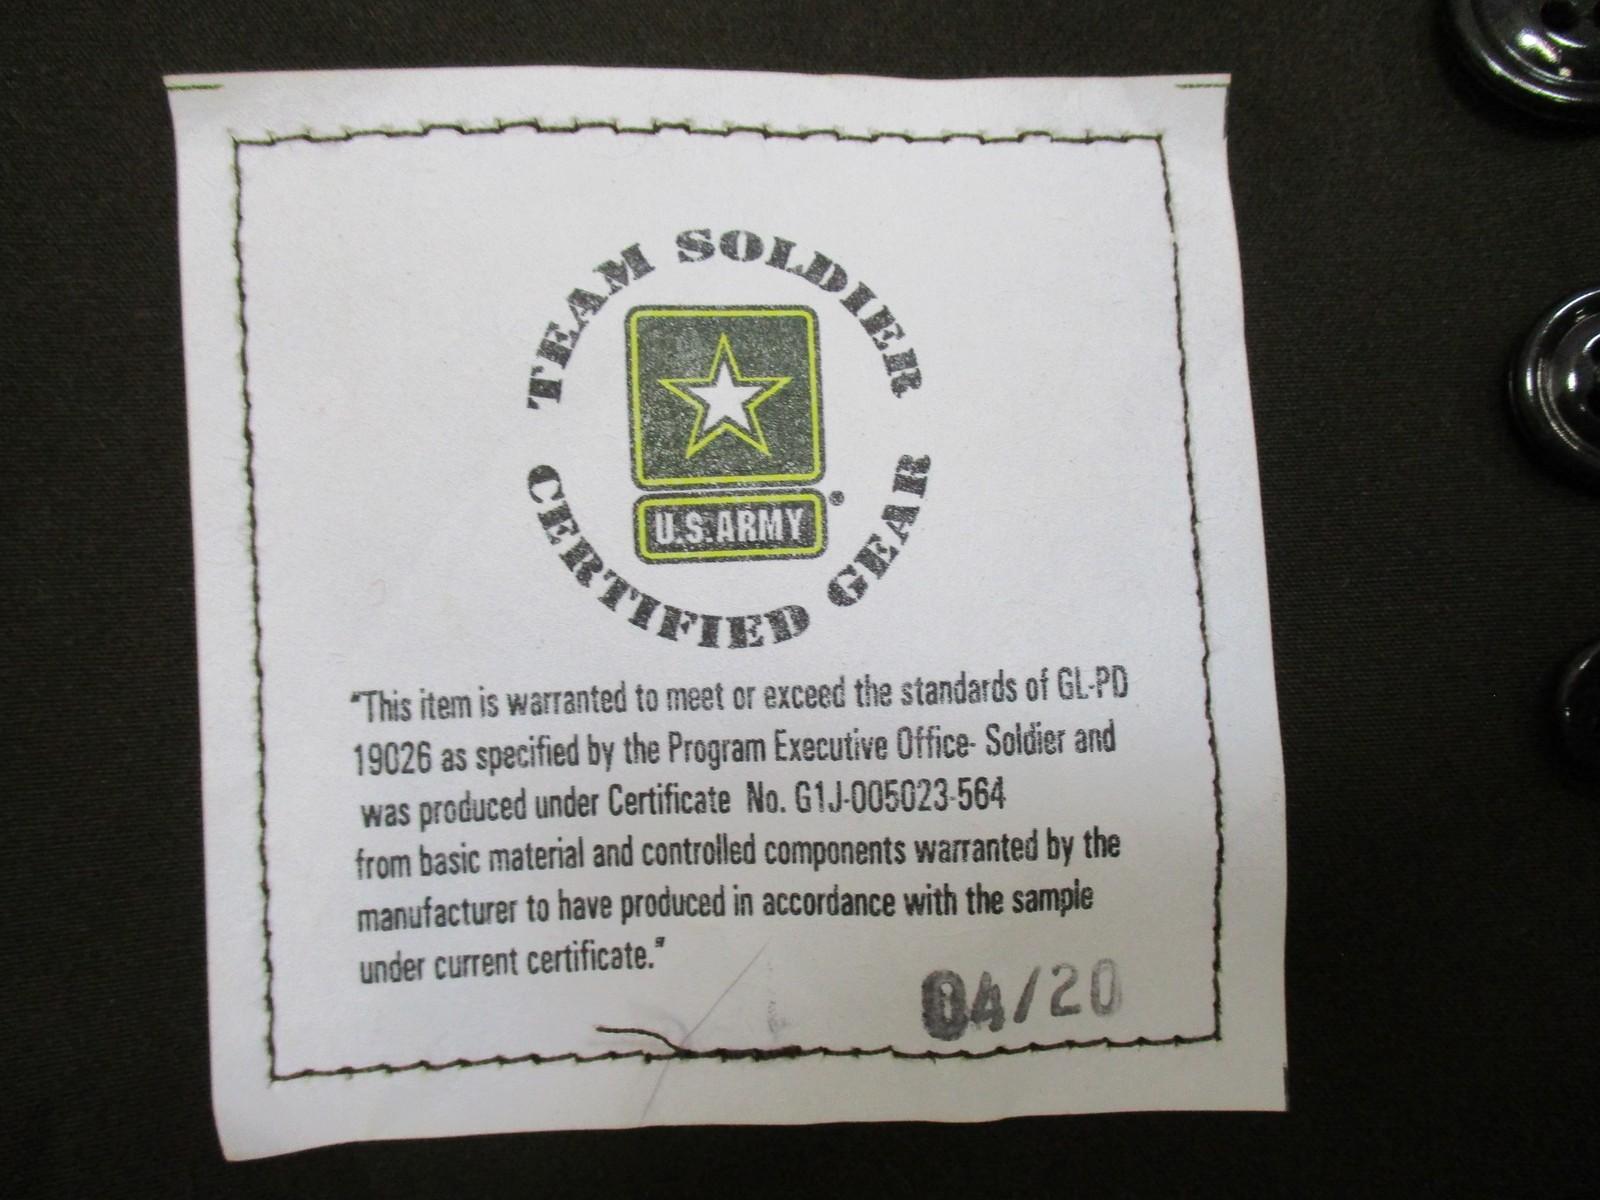 TEAM SOLDIER
U.S. ARMY
CERTIFIED GEAR
"This item is warranted to meet or exceed the standards of GL-PD
19026 as specified by the Program Executive Office- Soldier and
was produced under Certificate No. G1J-005023-564
from basic material and controlled components warranted by the
manufacturer to have produced in accordance with the sample
under current certificate."
04/20